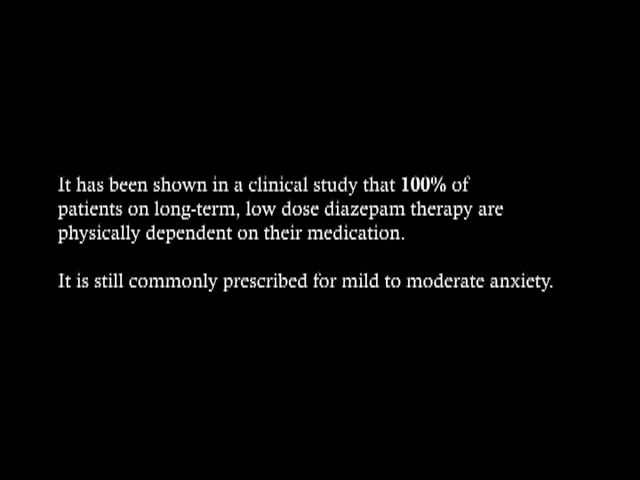 It has been shown in a clinical study that 100% of
patients on long-term, low dose diazepam therapy are
physically dependent on their medication.
It is still commonly prescribed for mild to moderate anxiety.